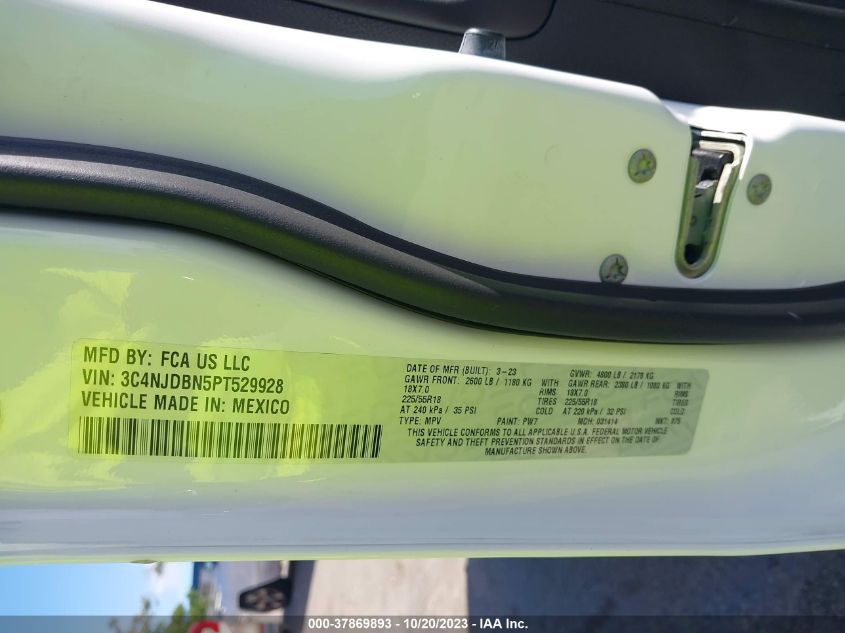 MFD BY: FCA US LLC
VIN: 3C4NJDBN5PT529928
VEHICLE MADE IN: MEXICO
DATE OF MFR (BUILT): 3-23
GAWR FRONT: 2600 LB / 1180 KG WITH
18X7.0 RIMS
225/55R18 TIRES
AT 240 kPa / 35 PSI COLD
TYPE: MPV PAINT: PW7
GVWR: 4800 LB / 2178 KG
GAWR REAR: 2380 LB / 1080 KG WITH
18X7.0 RIMS
225/55R18 TIRES
AT 220 kPa / 32 PSI COLD
MDH: 031414 MKT:
THIS VEHICLE CONFORMS TO ALL APPLICABLE U.S.A. FEDERAL MOTOR VEHICLE
SAFETY AND THEFT PREVENTION STANDARDS IN EFFECT ON THE DATE OF
MANUFACTURE SHOWN ABOVE.
000-37869893 - 10/20/2023 - IAA Inc.